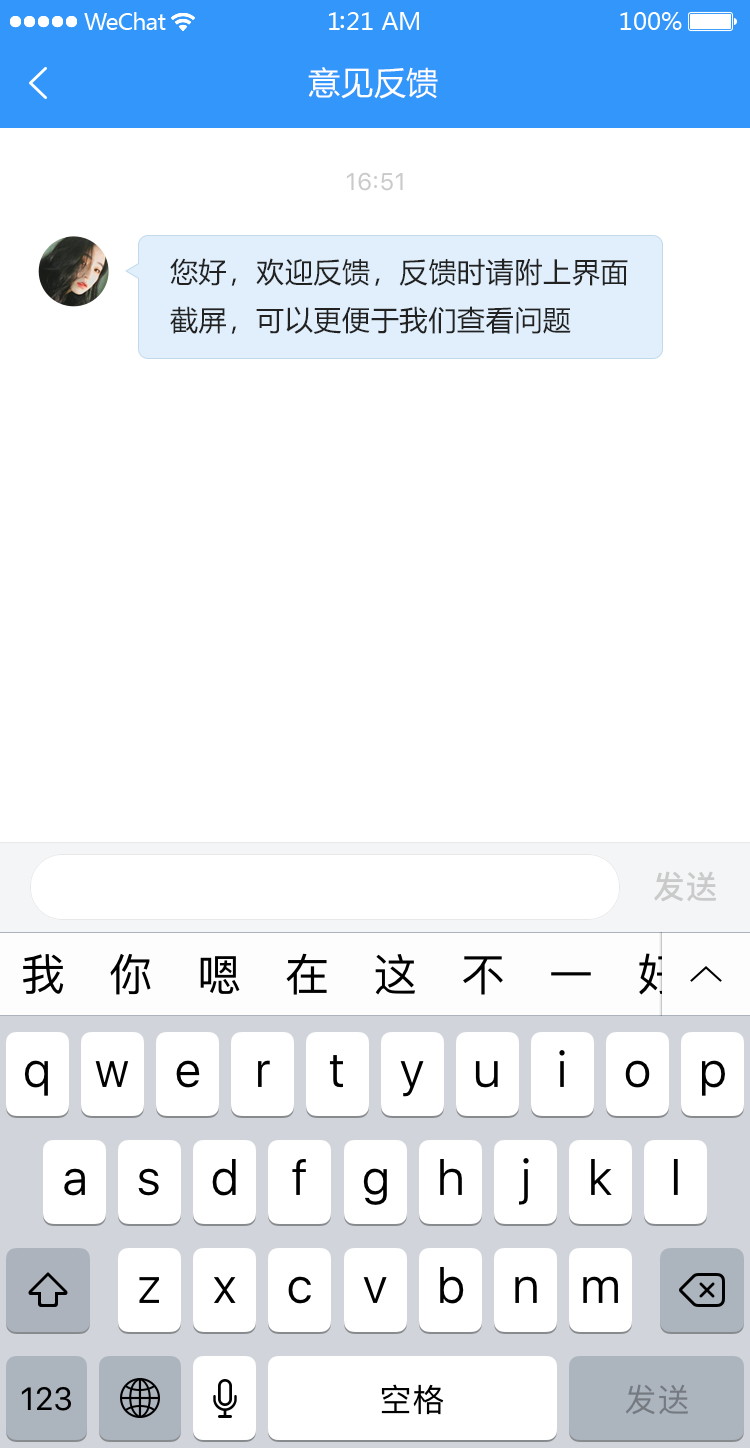 WeChat 1:21 AM 100%
意见反馈
16:51
您好，欢迎反馈，反馈时请附上界面
截屏，可以更便于我们查看问题
发送
我 你 嗯 在 这 不 一 好
q w e r t y u i o p
a s d f g h j k l
z x c v b n m
123 空格 发送